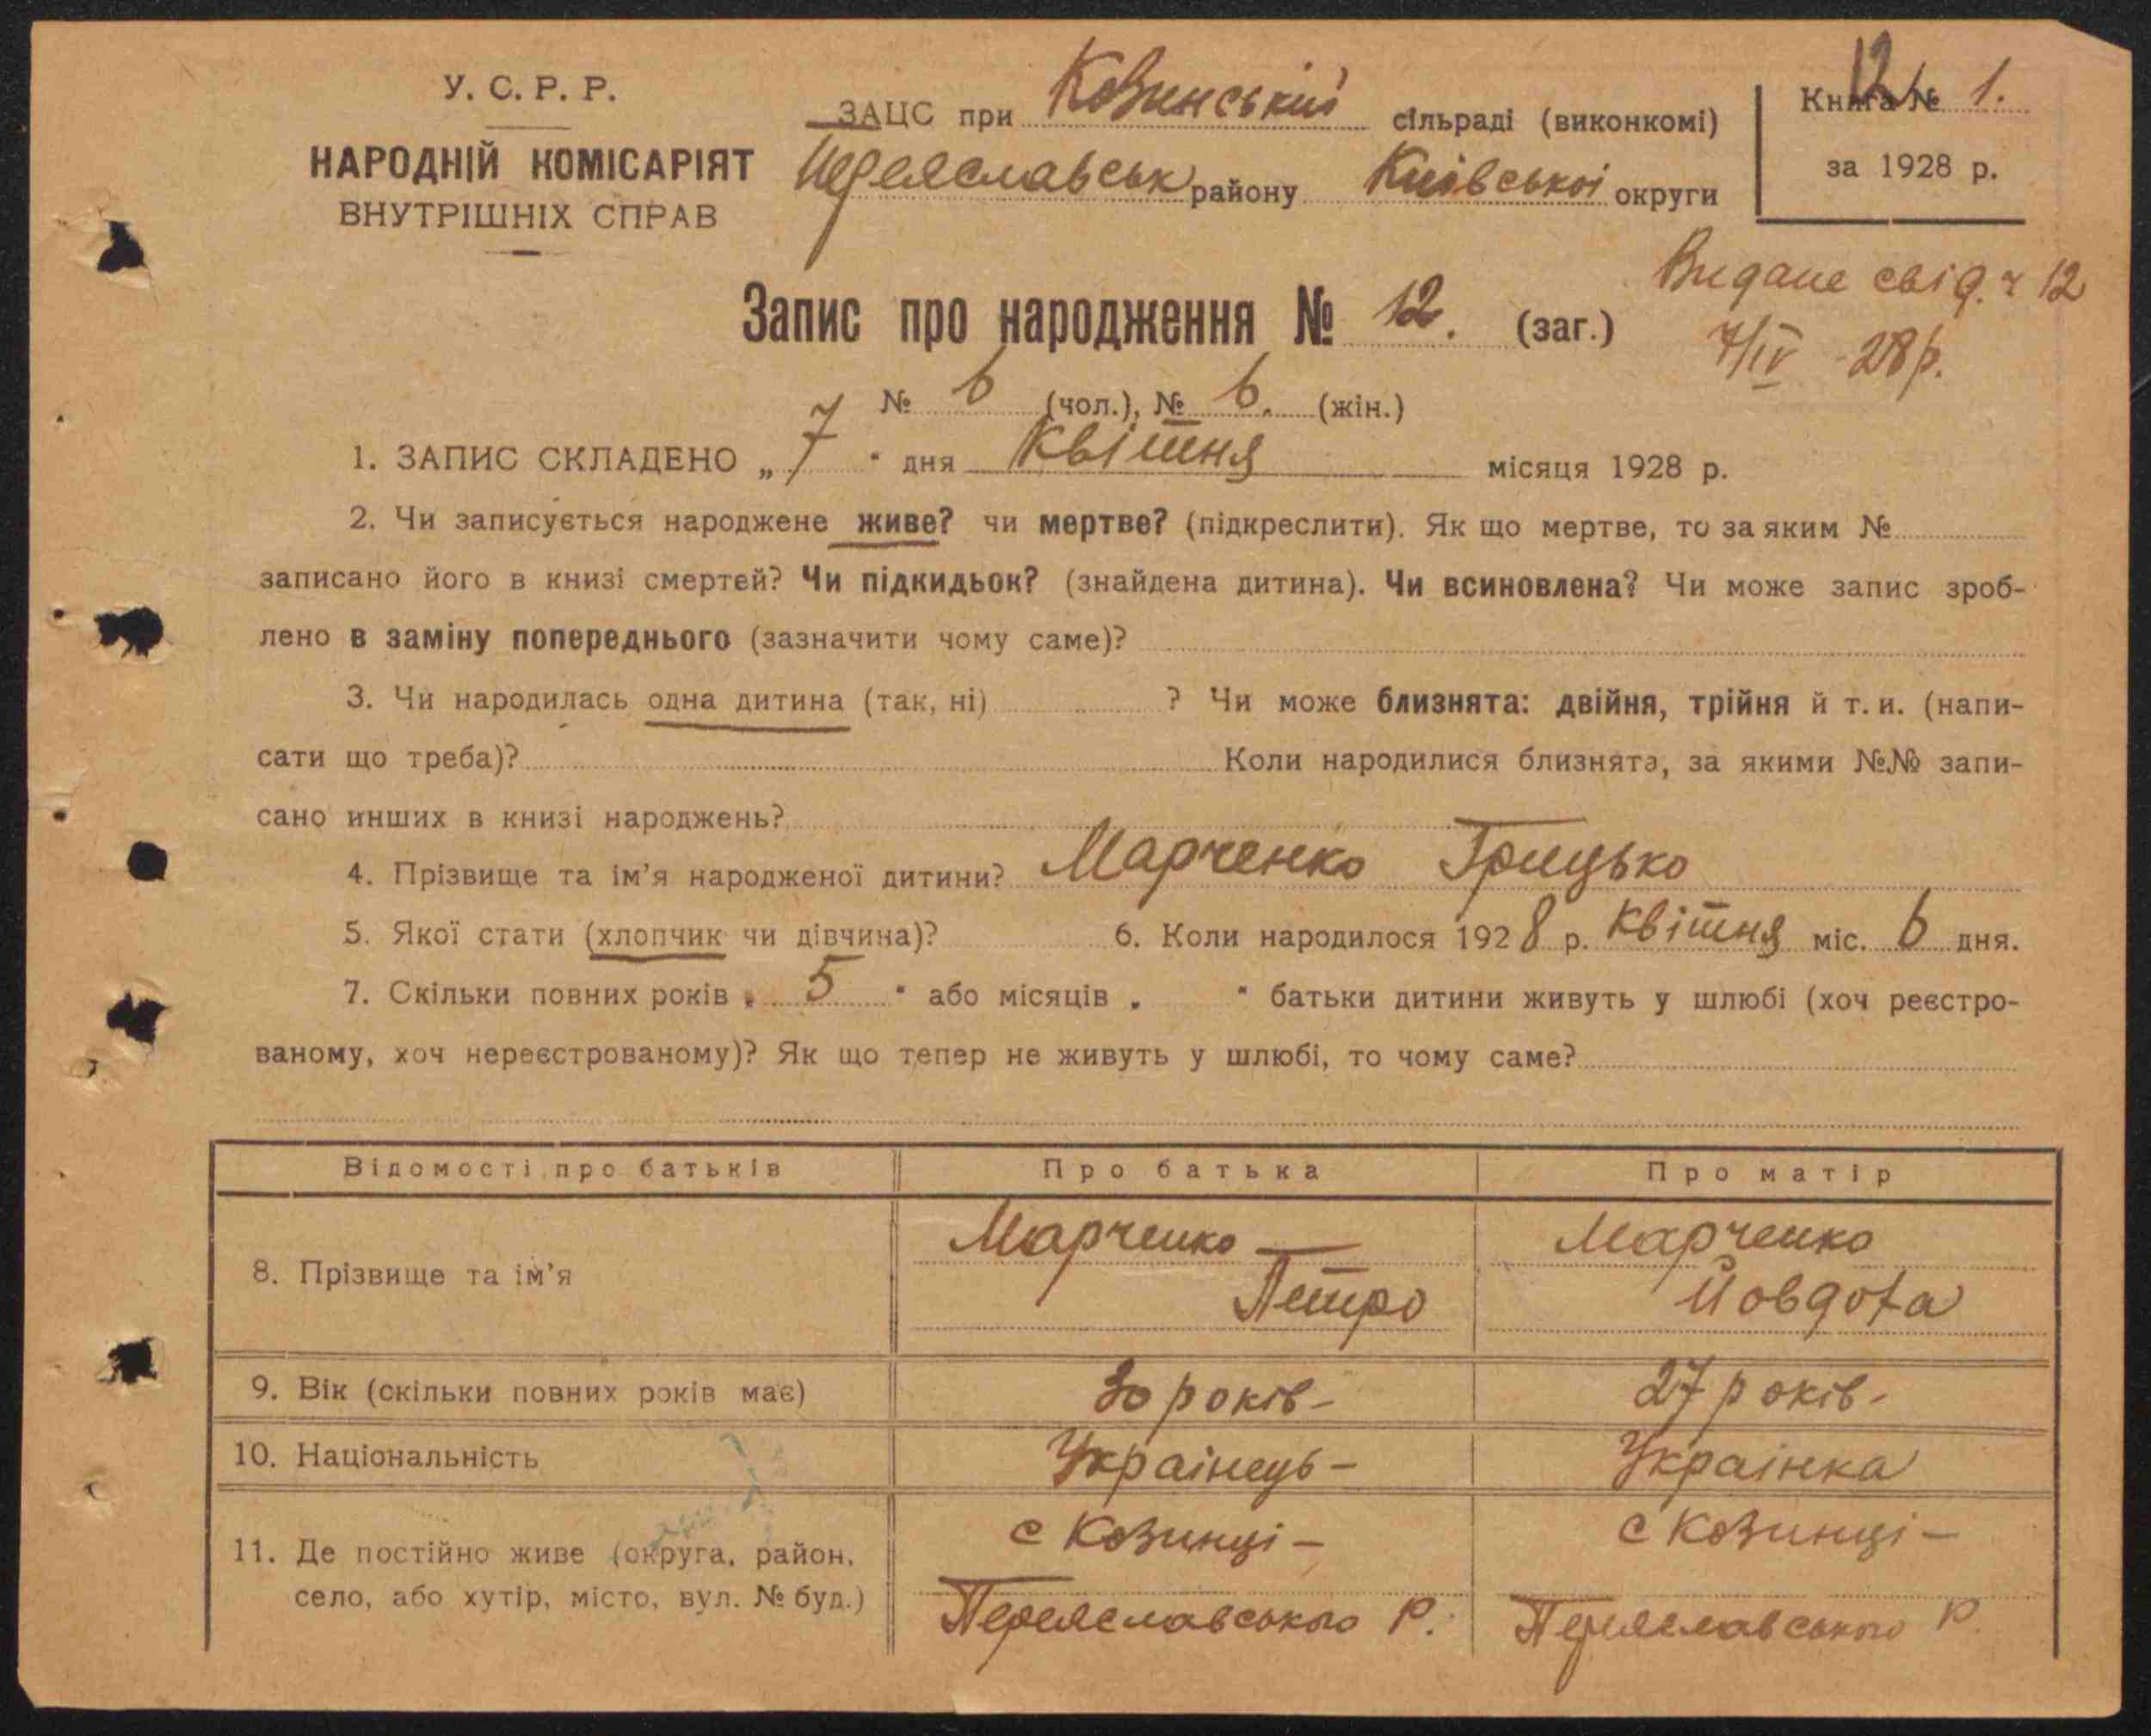 У. С. Р. Р.
НАРОДНІЙ КОМІСАРІЯТ
ВНУТРІШНІХ СПРАВ
ЗАЦС при Козинській сільраді (виконкомі)
Переяславськ району Київської округи
12
Книга № 1.
за 1928 р.
Видане свід. ч 12
7/IV - 28 р.
Запис про народження № 12. (заг.)
№ 6 (чол.), № 6. (жін.)
1. ЗАПИС СКЛАДЕНО „ 7 " дня Квітня місяця 1928 р.
2. Чи записується народжене живе? чи мертве? (підкреслити). Як що мертве, то за яким №
записано його в книзі смертей? Чи підкидьок? (знайдена дитина). Чи всиновлена? Чи може запис зроб-
лено в заміну попереднього (зазначити чому саме)?
3. Чи народилась одна дитина (так, ні) ? Чи може близнята: двійня, трійня й т. и. (напи-
сати що треба)? Коли народилися близнята, за якими №№ запи-
сано инших в книзі народжень?
4. Прізвище та ім'я народженої дитини? Марченко Грицько
5. Якої стати (хлопчик чи дівчина)? 6. Коли народилося 1928 р. Квітня міс. 6 дня.
7. Скільки повних років „ 5 " або місяців „ " батьки дитини живуть у шлюбі (хоч реєстро-
ваному, хоч нереєстрованому)? Як що тепер не живуть у шлюбі, то чому саме?
Відомості про батьків Про батька Про матір
8. Прізвище та ім'я
Марченко —
Петро
Марченко
Йовдоха
9. Вік (скільки повних років має) 30 років - 27 років -
10. Національність Українець - Українка
11. Де постійно живе (округа, район,
село, або хутір, місто, вул. № буд.)
с Козинці —
Переяславського р.
с Козинці —
Переяславського р.